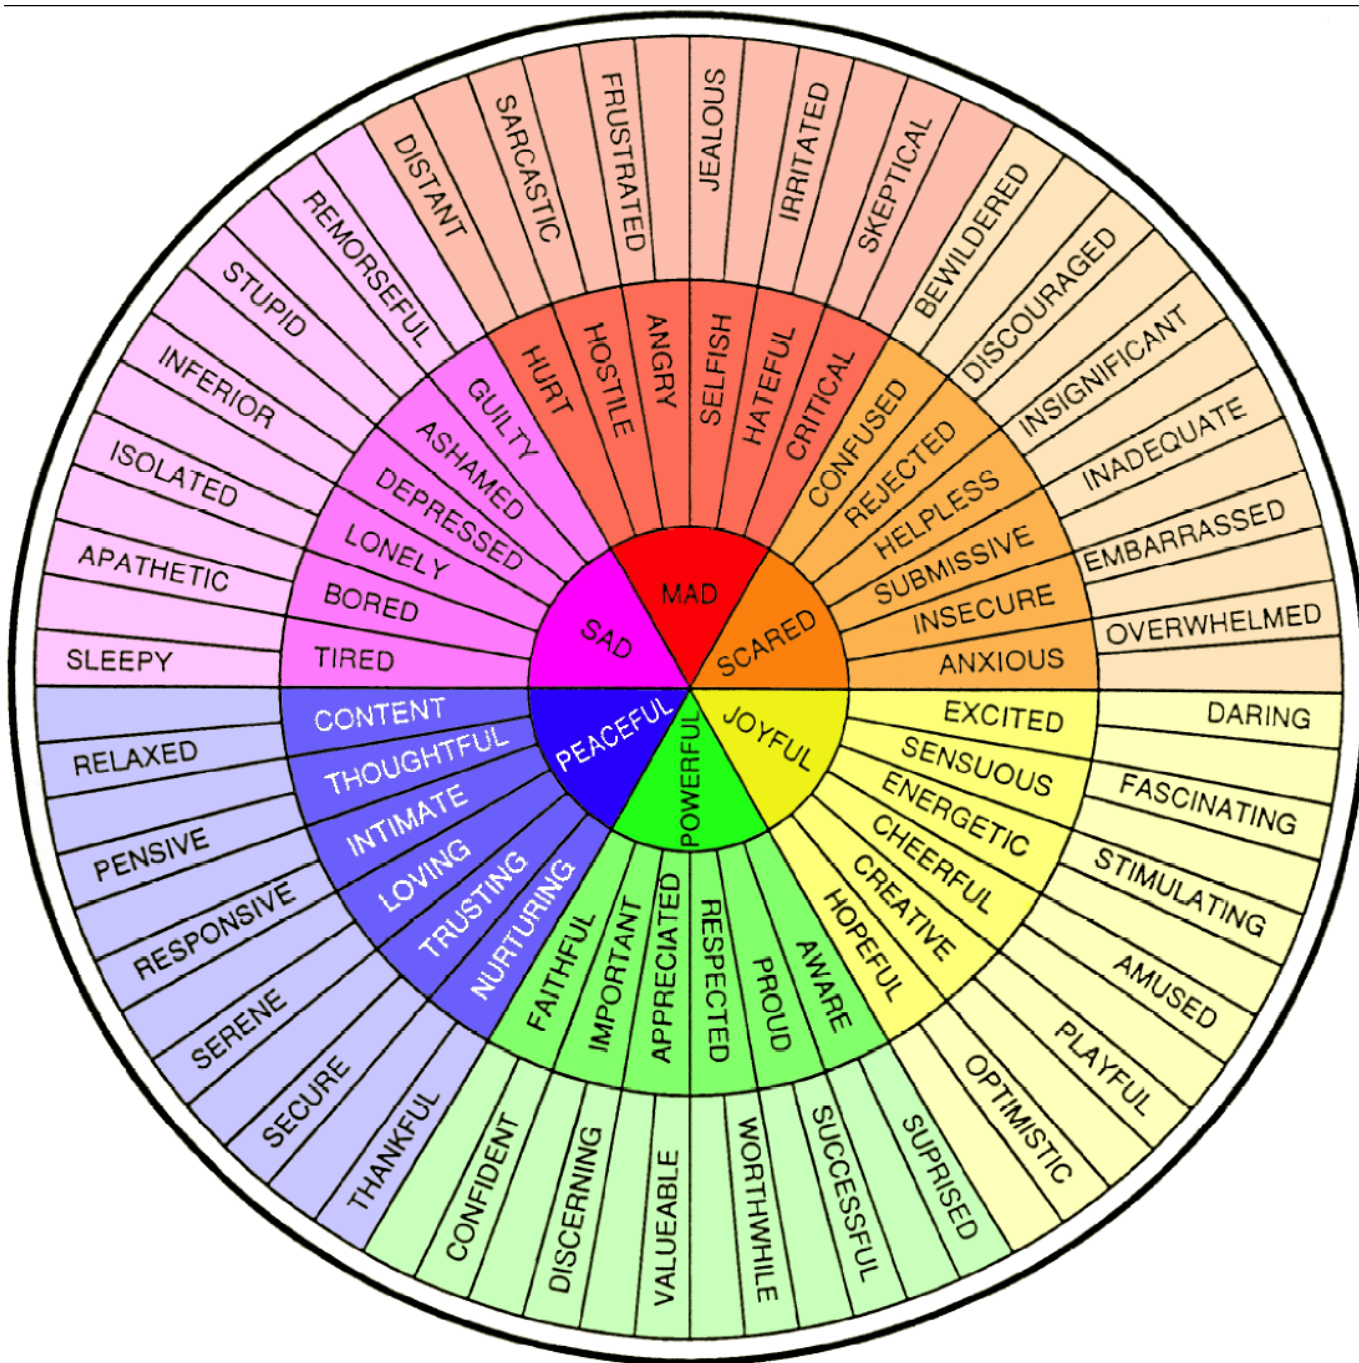 MAD
SCARED
JOYFUL
POWERFUL
PEACEFUL
SAD
HURT
HOSTILE
ANGRY
SELFISH
HATEFUL
CRITICAL
CONFUSED
REJECTED
HELPLESS
SUBMISSIVE
INSECURE
ANXIOUS
EXCITED
SENSUOUS
ENERGETIC
CHEERFUL
CREATIVE
HOPEFUL
AWARE
PROUD
RESPECTED
APPRECIATED
IMPORTANT
FAITHFUL
NURTURING
TRUSTING
LOVING
INTIMATE
THOUGHTFUL
CONTENT
TIRED
BORED
LONELY
DEPRESSED
ASHAMED
GUILTY
DISTANT
SARCASTIC
FRUSTRATED
JEALOUS
IRRITATED
SKEPTICAL
BEWILDERED
DISCOURAGED
INSIGNIFICANT
INADEQUATE
EMBARRASSED
OVERWHELMED
DARING
FASCINATING
STIMULATING
AMUSED
PLAYFUL
OPTIMISTIC
SUPRISED
SUCCESSFUL
WORTHWHILE
VALUEABLE
DISCERNING
CONFIDENT
THANKFUL
SECURE
SERENE
RESPONSIVE
PENSIVE
RELAXED
SLEEPY
APATHETIC
ISOLATED
INFERIOR
STUPID
REMORSEFUL